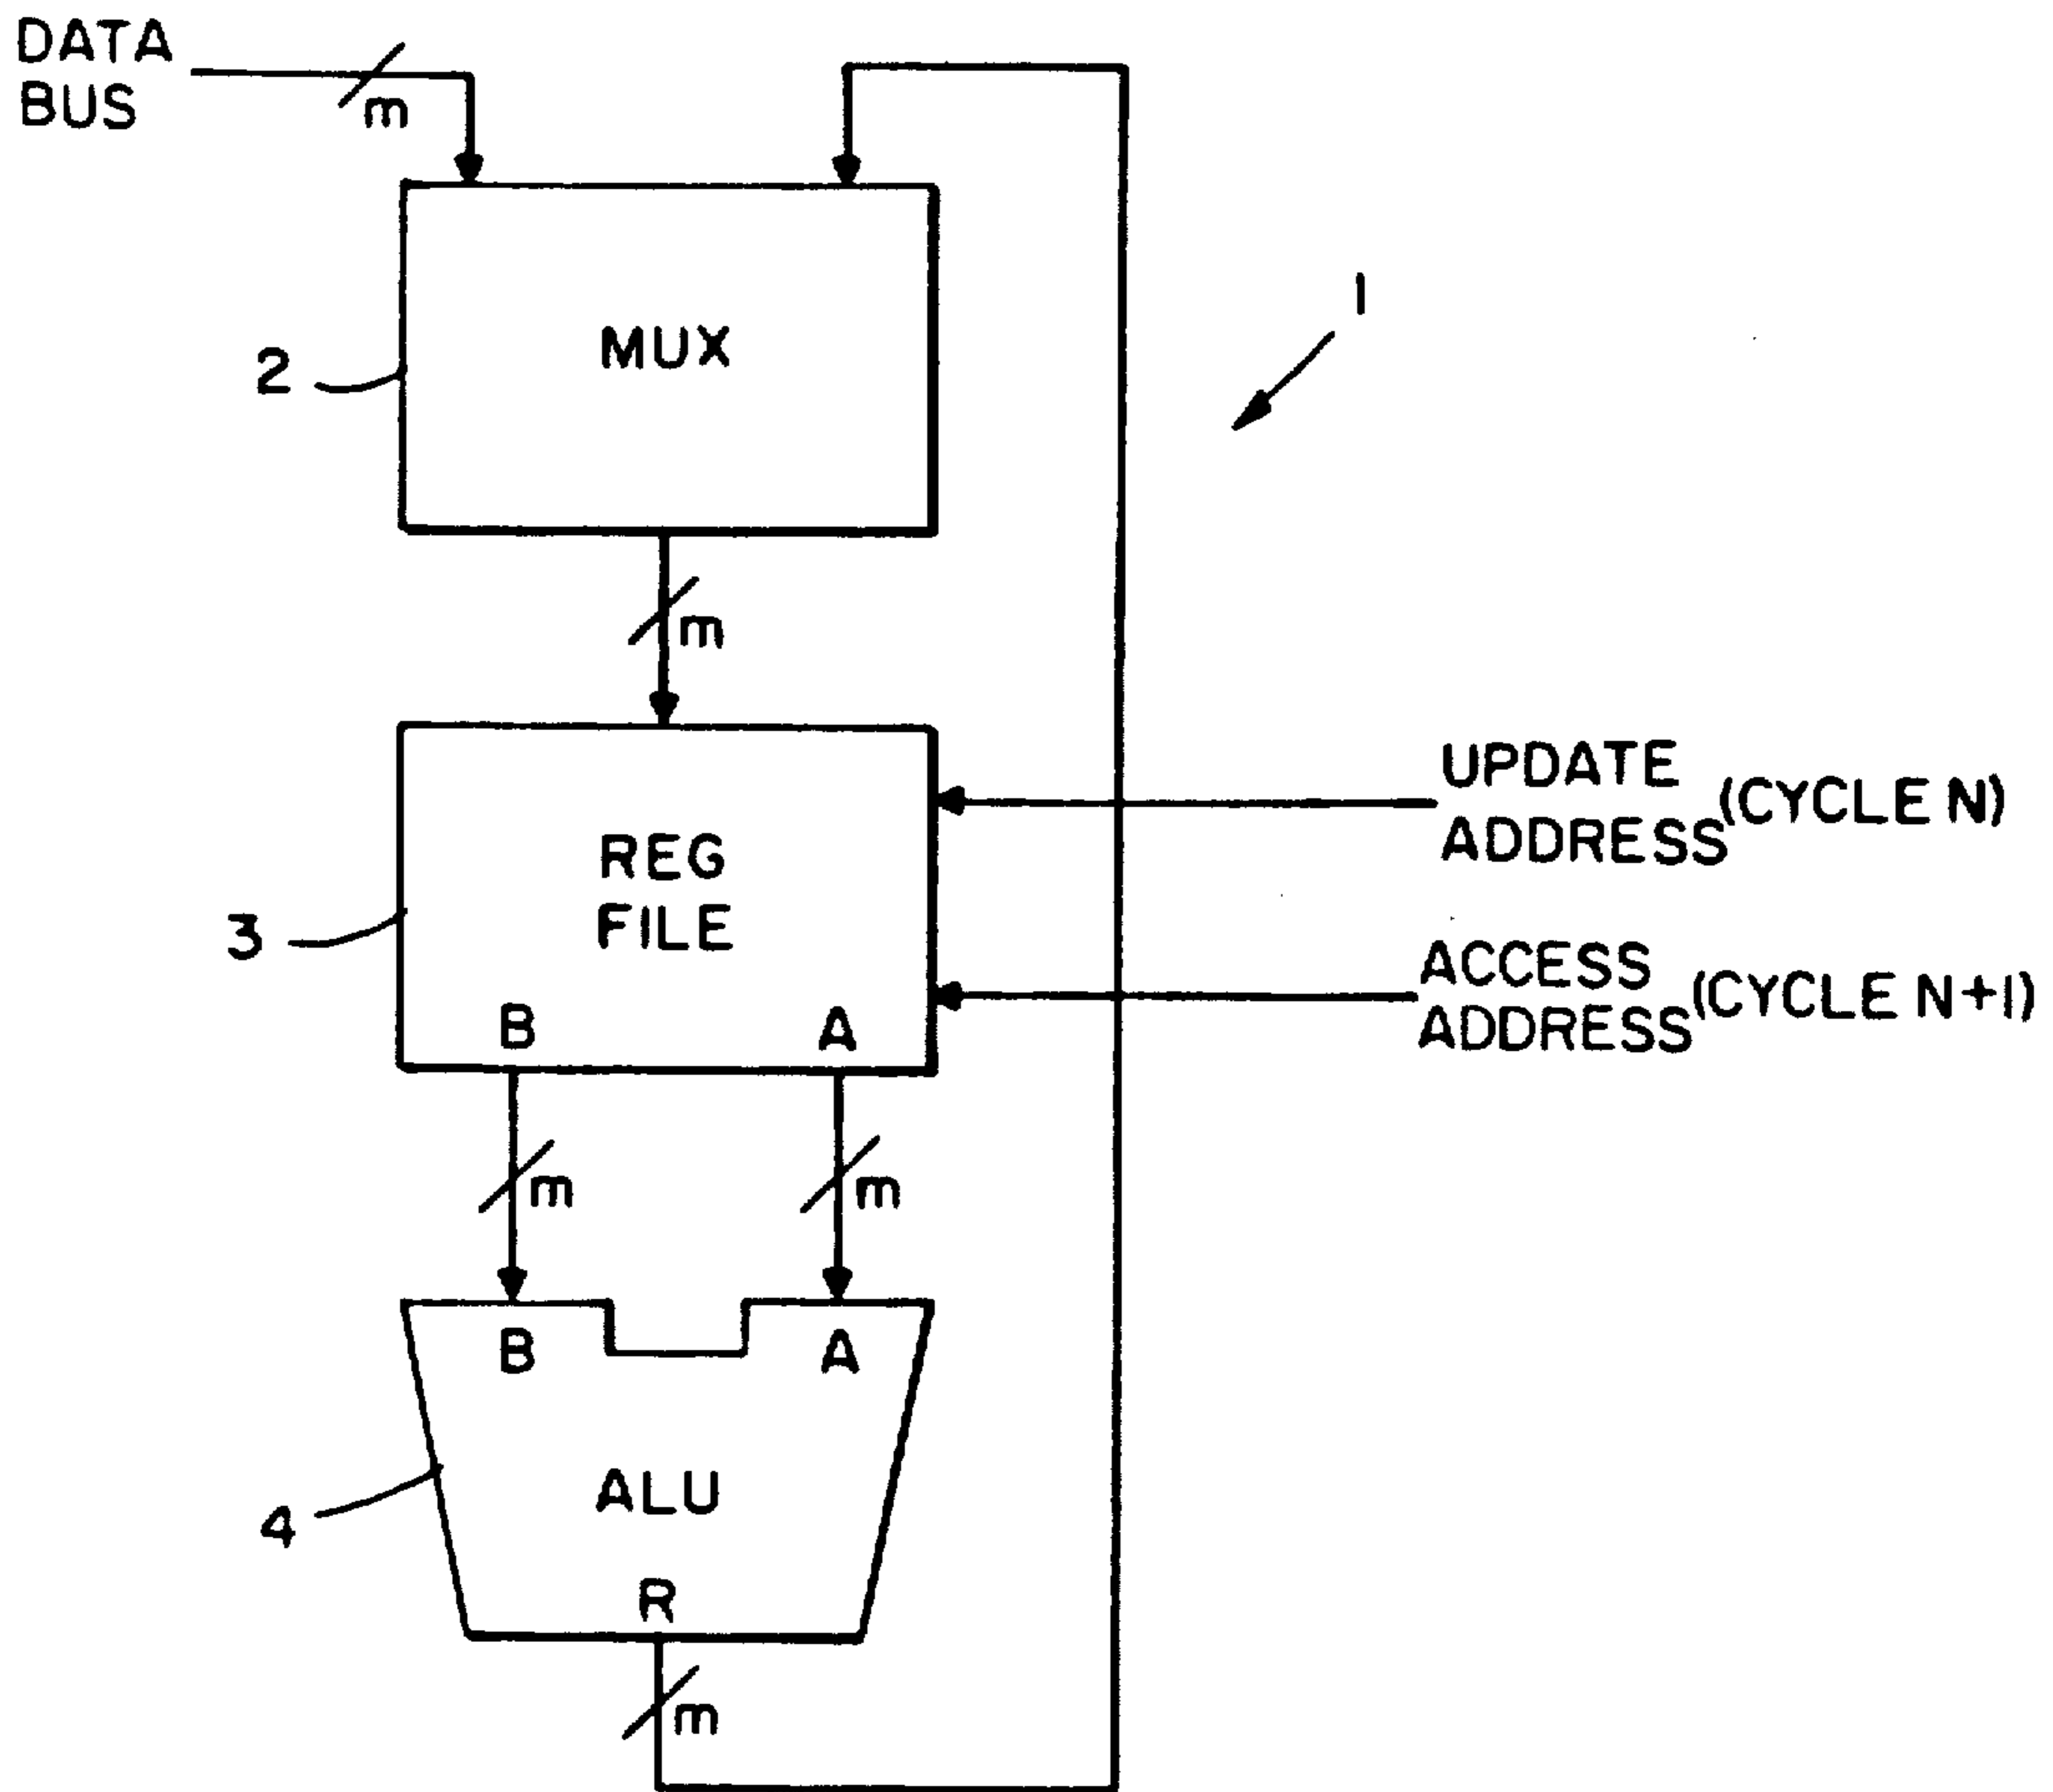 DATA
BUS
m
1
MUX
2
m
UPDATE
ADDRESS (CYCLE N)
REG
FILE
3
ACCESS
ADDRESS (CYCLE N+1)
B A
m m
B A
ALU
4
R
m